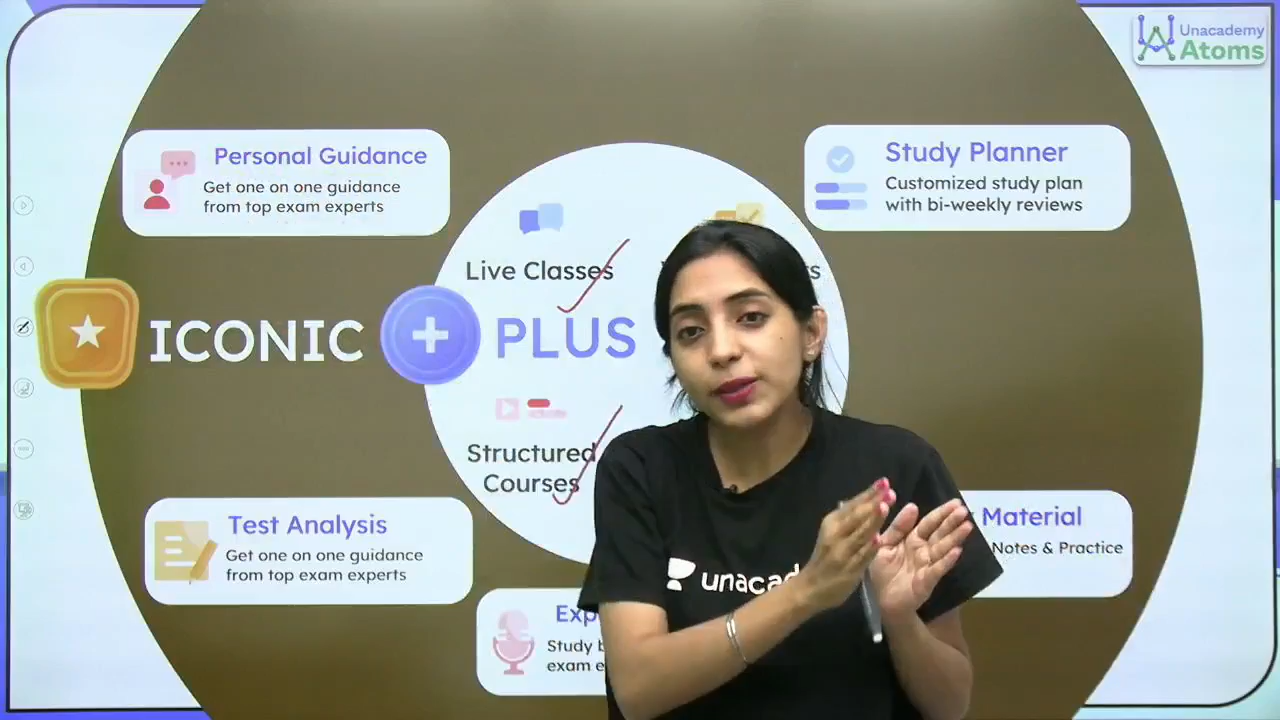 Unacademy
Atoms
Personal Guidance
Get one on one guidance
from top exam experts
Study Planner
Customized study plan
with bi-weekly reviews
Live Classes
ICONIC
PLUS
Structured
Courses
Test Analysis
Get one on one guidance
from top exam experts
Material
Notes & Practice
Study
exam